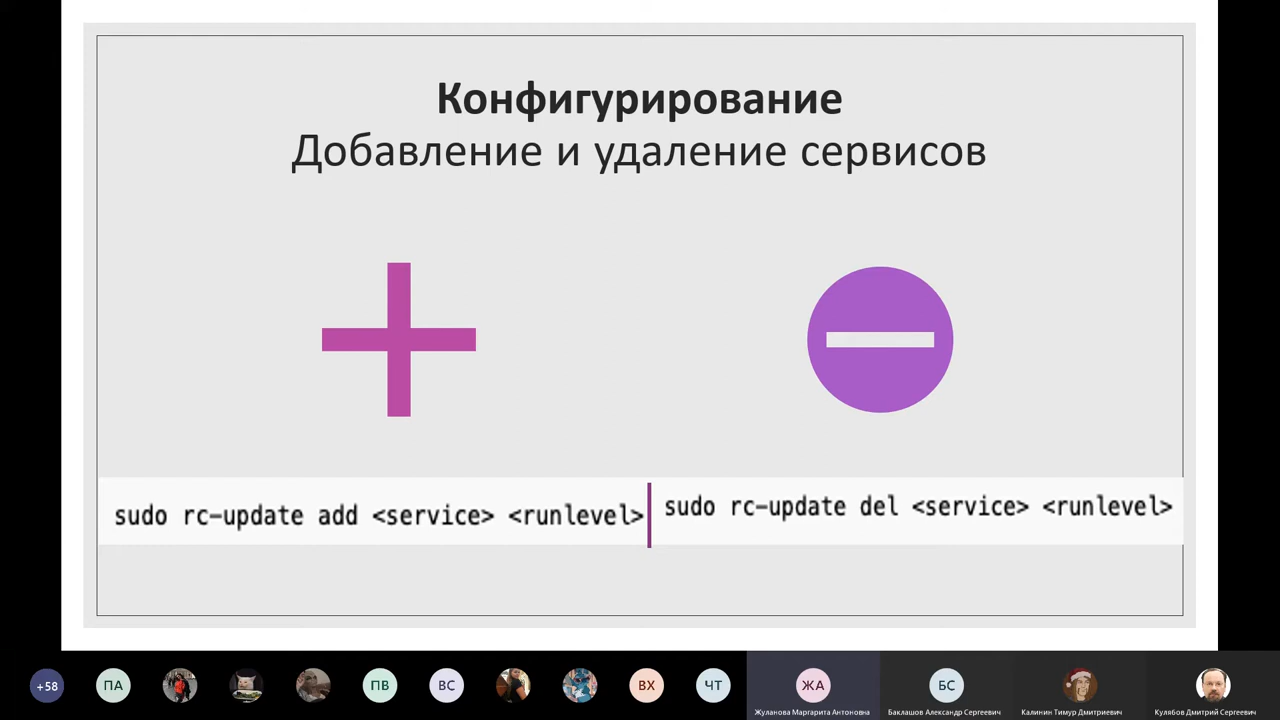 Конфигурирование
Добавление и удаление сервисов
sudo rc-update add <service> <runlevel>
sudo rc-update del <service> <runlevel>
+58
ПА
ПВ
ВС
ВХ
ЧТ
ЖА
БС
Жуланова Маргарита Антоновна
Баклашов Александр Сергеевич
Калинин Тимур Дмитриевич
Кулябов Дмитрий Сергеевич